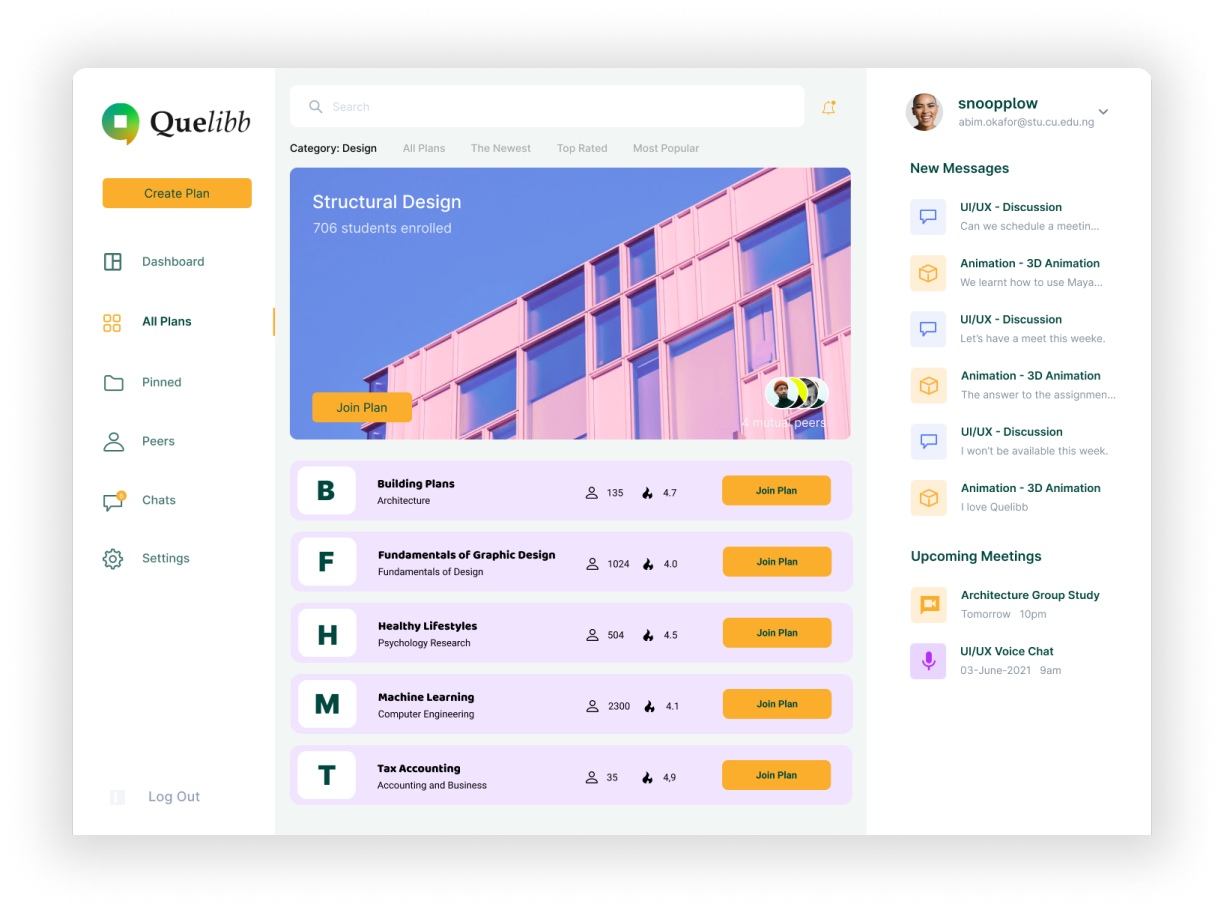 Quelibb
Create Plan
Dashboard
All Plans
Pinned
Peers
Chats
Settings
Log Out
Search
Category: Design
All Plans
The Newest
Top Rated
Most Popular
Structural Design
706 students enrolled
Join Plan
4 mutual peers
B
Building Plans
Architecture
135
4.7
Join Plan
F
Fundamentals of Graphic Design
Fundamentals of Design
1024
4.0
Join Plan
H
Healthy Lifestyles
Psychology Research
504
4.5
Join Plan
M
Machine Learning
Computer Engineering
2300
4.1
Join Plan
T
Tax Accounting
Accounting and Business
35
4,9
Join Plan
snoopplow
abim.okafor@stu.cu.edu.ng
New Messages
UI/UX - Discussion
Can we schedule a meetin...
Animation - 3D Animation
We learnt how to use Maya...
UI/UX - Discussion
Let's have a meet this weeke.
Animation - 3D Animation
The answer to the assignmen...
UI/UX - Discussion
I won't be available this week.
Animation - 3D Animation
I love Quelibb
Upcoming Meetings
Architecture Group Study
Tomorrow 10pm
UI/UX Voice Chat
03-June-2021 9am